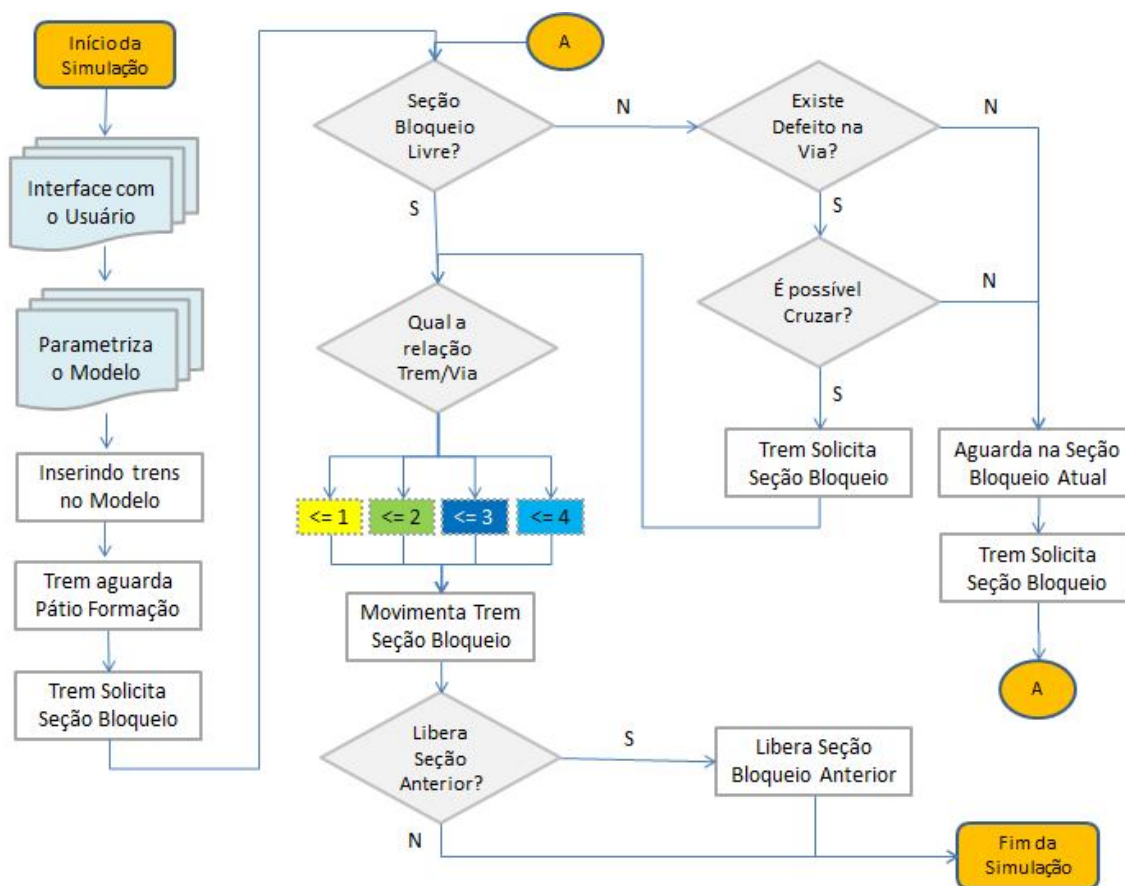 Início da
Simulação
Interface com
o Usuário
Parametriza
o Modelo
Inserindo trens
no Modelo
Trem aguarda
Pátio Formação
Trem Solicita
Seção Bloqueio
A
Seção
Bloqueio
Livre?
N
S
Existe
Defeito na
Via?
N
S
É possível
Cruzar?
N
S
Qual a
relação
Trem/Via
<= 1
<= 2
<= 3
<= 4
Trem Solicita
Seção Bloqueio
Aguarda na Seção
Bloqueio Atual
Trem Solicita
Seção Bloqueio
A
Movimenta Trem
Seção Bloqueio
Libera
Seção
Anterior?
S
N
Libera Seção
Bloqueio Anterior
Fim da
Simulação